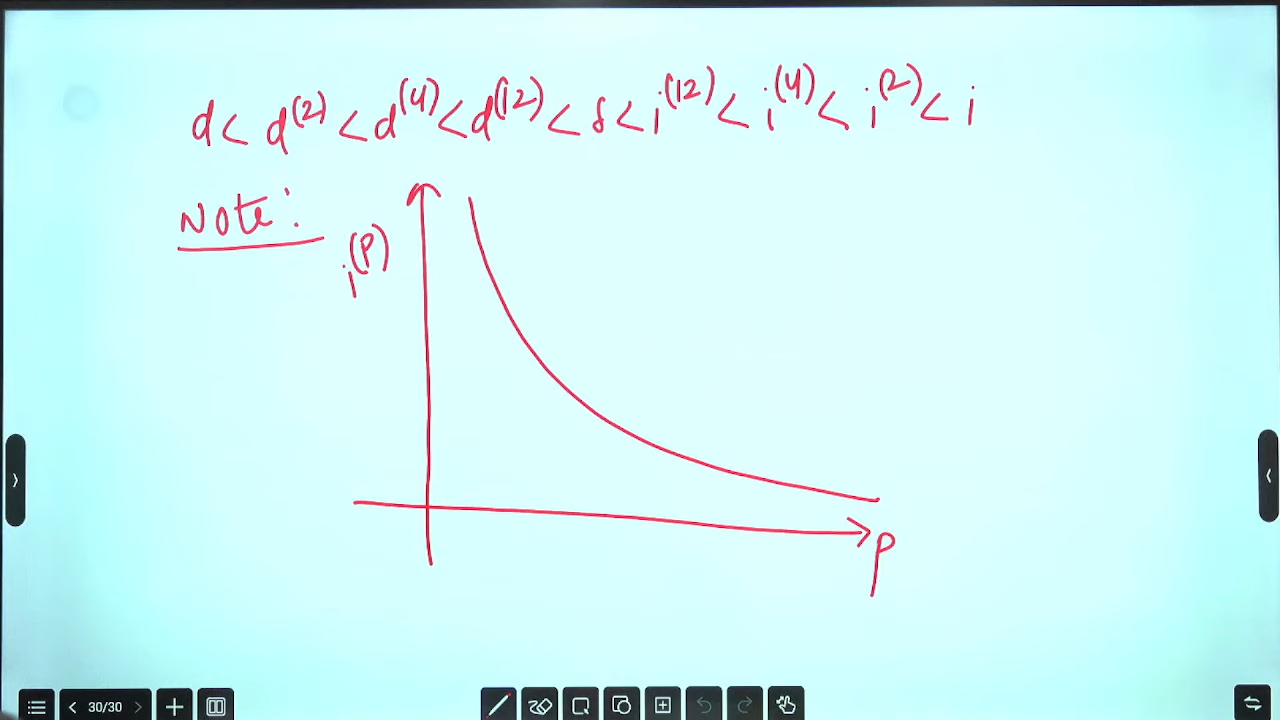 d < d^(2) < d^(4) < d^(12) < δ < i^(12) < i^(4) < i^(2) < i
Note:
i^(P)
P
30/30